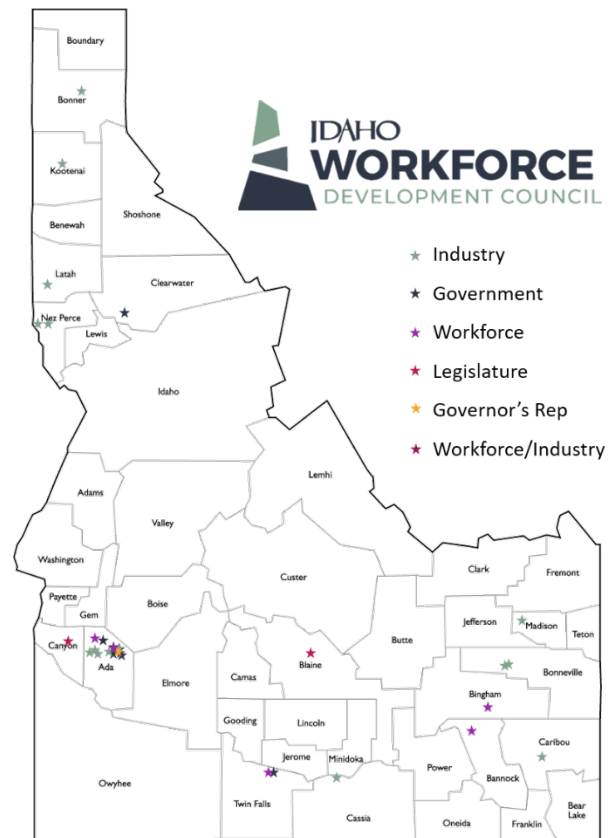 Boundary
Bonner
IDAHO
WORKFORCE
DEVELOPMENT COUNCIL
Kootenai
Shoshone
Benewah
Industry
Latah
Clearwater
Government
Nez Perce
Lewis
Workforce
Legislature
Idaho
Governor's Rep
Workforce/Industry
Lemhi
Adams
Valley
Washington
Custer
Clark
Fremont
Payette
Boise
Gem
Jefferson
Madison
Teton
Butte
Canyon
Blaine
Ada
Bonneville
Elmore
Camas
Bingham
Gooding
Lincoln
Caribou
Jerome
Minidoka
Power
Bannock
Owyhee
Twin Falls
Cassia
Bear
Lake
Oneida
Franklin